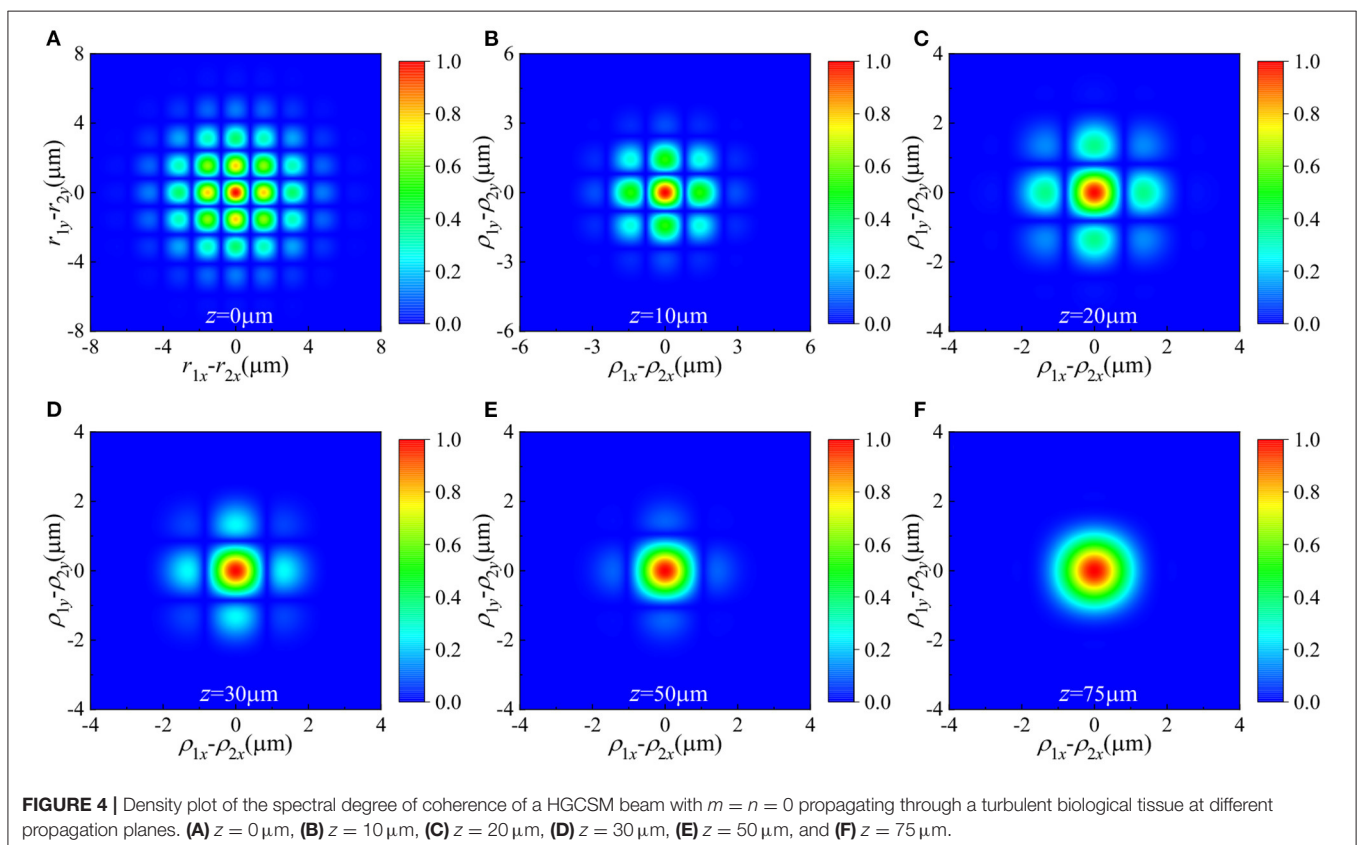 A
8
4
0
-4
-8
r1y-r2y(μm)
-8 -4 0 4 8
r1x-r2x(μm)
z=0μm
1.0
0.8
0.6
0.4
0.2
0.0
B
6
3
0
-3
-6
ρ1y-ρ2y(μm)
-6 -3 0 3 6
ρ1x-ρ2x(μm)
z=10μm
1.0
0.8
0.6
0.4
0.2
0.0
C
4
2
0
-2
-4
ρ1y-ρ2y(μm)
-4 -2 0 2 4
ρ1x-ρ2x(μm)
z=20μm
1.0
0.8
0.6
0.4
0.2
0.0
D
4
2
0
-2
-4
ρ1y-ρ2y(μm)
-4 -2 0 2 4
ρ1x-ρ2x(μm)
z=30μm
1.0
0.8
0.6
0.4
0.2
0.0
E
4
2
0
-2
-4
ρ1y-ρ2y(μm)
-4 -2 0 2 4
ρ1x-ρ2x(μm)
z=50μm
1.0
0.8
0.6
0.4
0.2
0.0
F
4
2
0
-2
-4
ρ1y-ρ2y(μm)
-4 -2 0 2 4
ρ1x-ρ2x(μm)
z=75μm
1.0
0.8
0.6
0.4
0.2
0.0
FIGURE 4 | Density plot of the spectral degree of coherence of a HGCSM beam with m = n = 0 propagating through a turbulent biological tissue at different
propagation planes. (A) z = 0 μm, (B) z = 10 μm, (C) z = 20 μm, (D) z = 30 μm, (E) z = 50 μm, and (F) z = 75 μm.